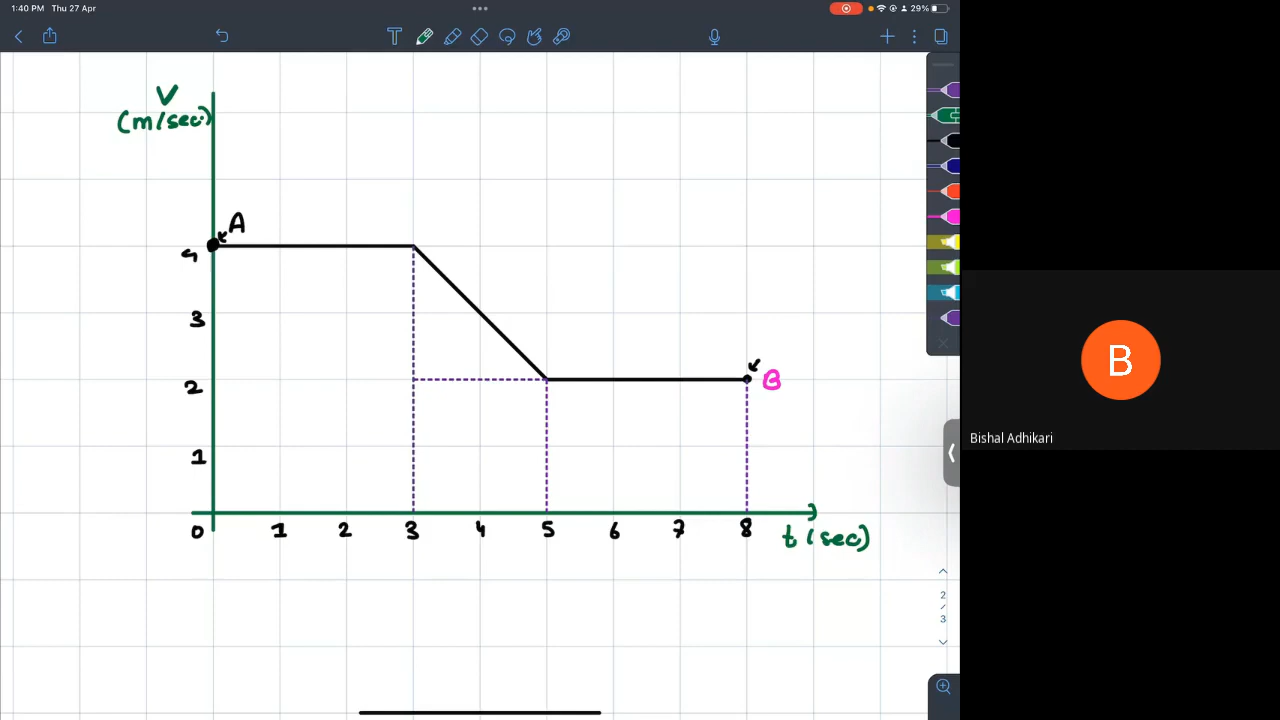 1:40 PM Thu 27 Apr
29%
V
(m/sec)
A
4
3
2
B
1
0 1 2 3 4 5 6 7 8
t (sec)
2
/
3
B
Bishal Adhikari